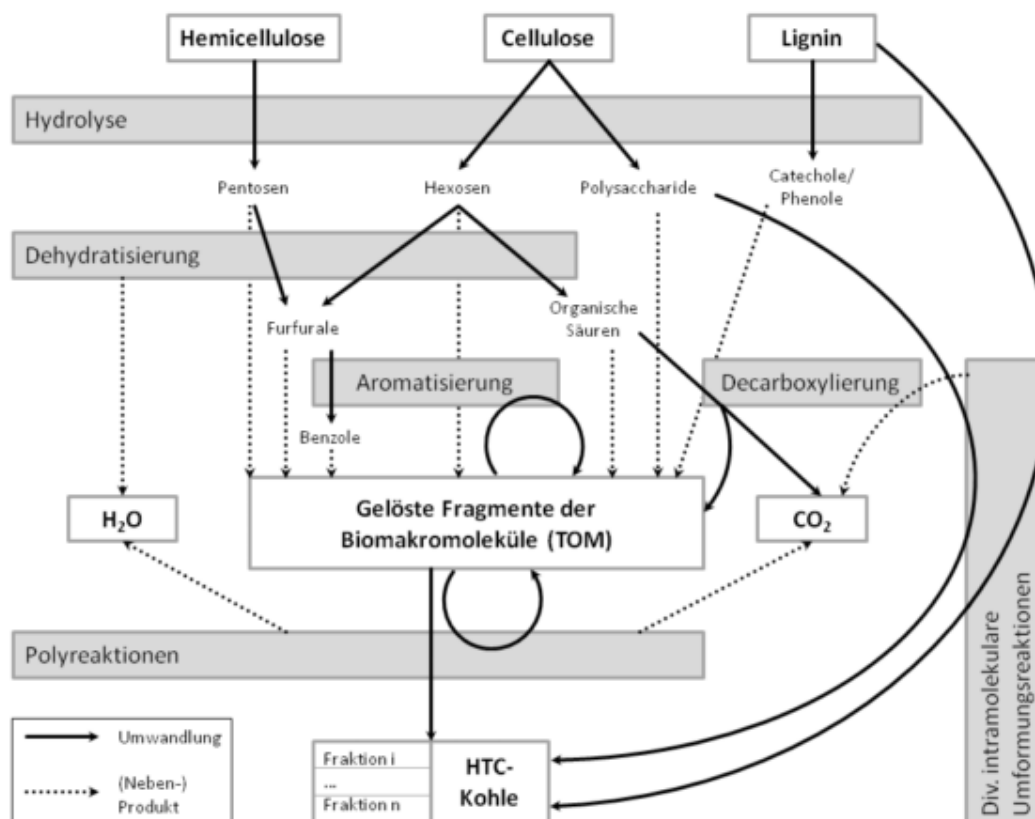 Hemicellulose
Cellulose
Lignin
Hydrolyse
Pentosen
Hexosen
Polysaccharide
Catechole/
Phenole
Dehydratisierung
Furfurale
Organische
Säuren
Aromatisierung
Decarboxylierung
Benzole
H₂O
Gelöste Fragmente der
Biomakromoleküle (TOM)
CO₂
Polyreaktionen
Div. intramolekulare
Umformungsreaktionen
Umwandlung
(Neben-)
Produkt
Fraktion i
...
Fraktion n
HTC-
Kohle